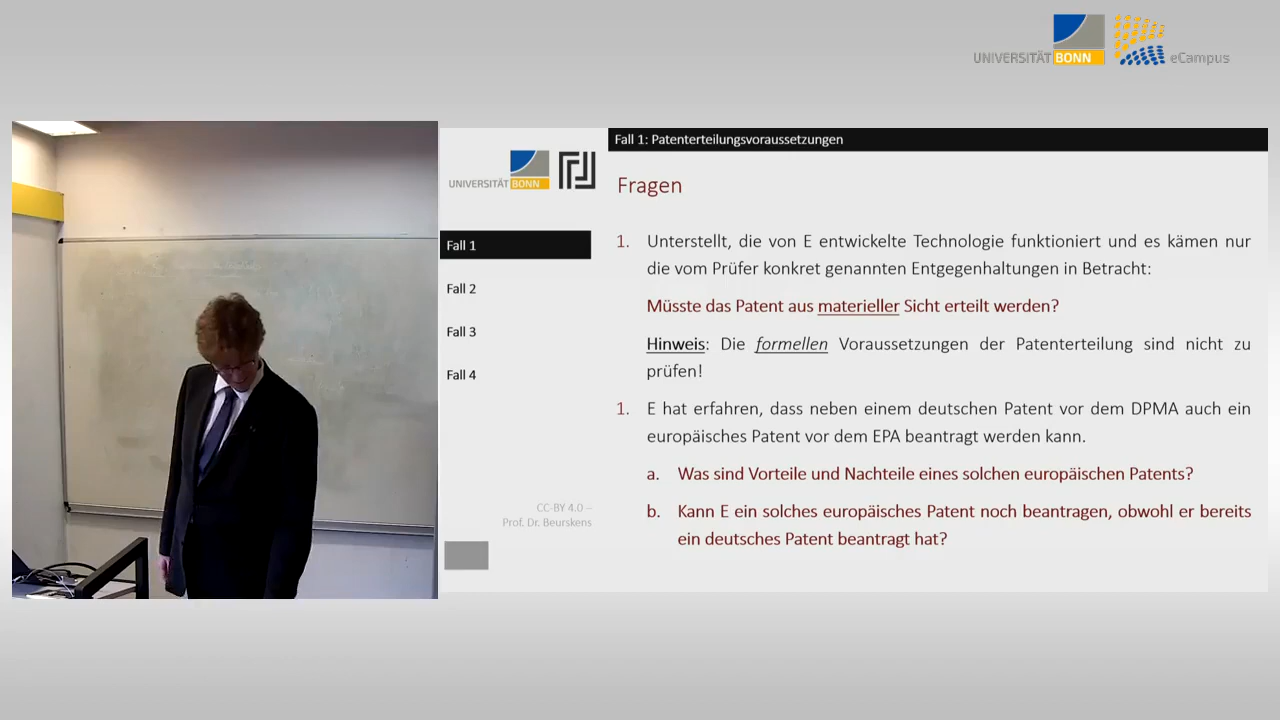 UNIVERSITÄT BONN eCampus
Fall 1: Patenterteilungsvoraussetzungen
UNIVERSITÄT BONN
Fragen
Fall 1
Fall 2
Fall 3
Fall 4
1. Unterstellt, die von E entwickelte Technologie funktioniert und es kämen nur
die vom Prüfer konkret genannten Entgegenhaltungen in Betracht:
Müsste das Patent aus materieller Sicht erteilt werden?
Hinweis: Die formellen Voraussetzungen der Patenterteilung sind nicht zu
prüfen!
1. E hat erfahren, dass neben einem deutschen Patent vor dem DPMA auch ein
europäisches Patent vor dem EPA beantragt werden kann.
a. Was sind Vorteile und Nachteile eines solchen europäischen Patents?
b. Kann E ein solches europäisches Patent noch beantragen, obwohl er bereits
ein deutsches Patent beantragt hat?
CC-BY 4.0 –
Prof. Dr. Beurskens